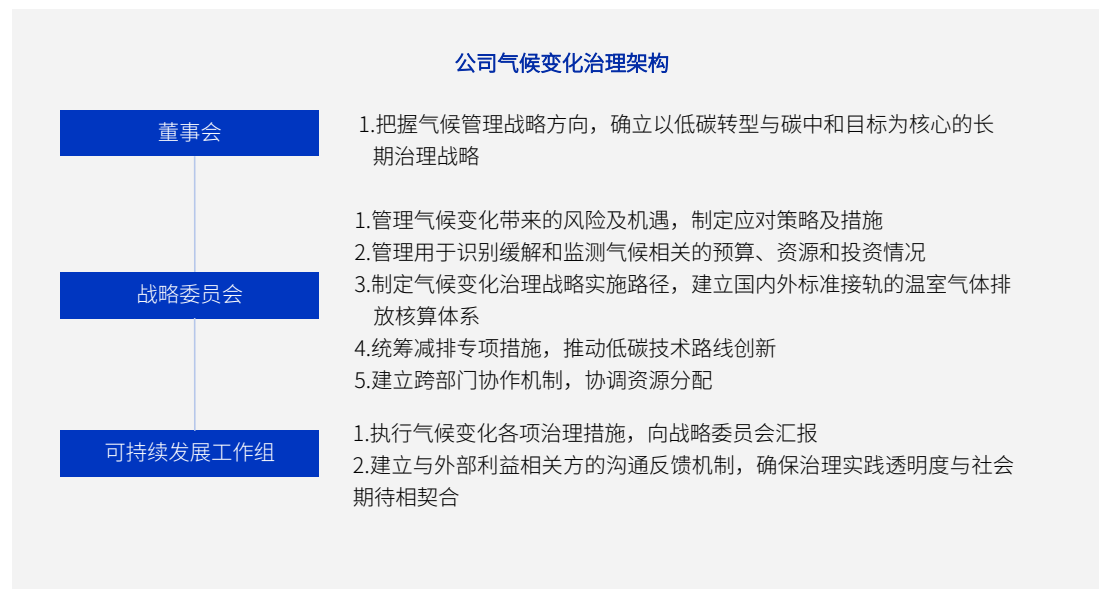 公司气候变化治理架构
董事会
1.把握气候管理战略方向，确立以低碳转型与碳中和目标为核心的长
期治理战略
战略委员会
1.管理气候变化带来的风险及机遇，制定应对策略及措施
2.管理用于识别缓解和监测气候相关的预算、资源和投资情况
3.制定气候变化治理战略实施路径，建立国内外标准接轨的温室气体排
放核算体系
4.统筹减排专项措施，推动低碳技术路线创新
5.建立跨部门协作机制，协调资源分配
可持续发展工作组
1.执行气候变化各项治理措施，向战略委员会汇报
2.建立与外部利益相关方的沟通反馈机制，确保治理实践透明度与社会
期待相契合